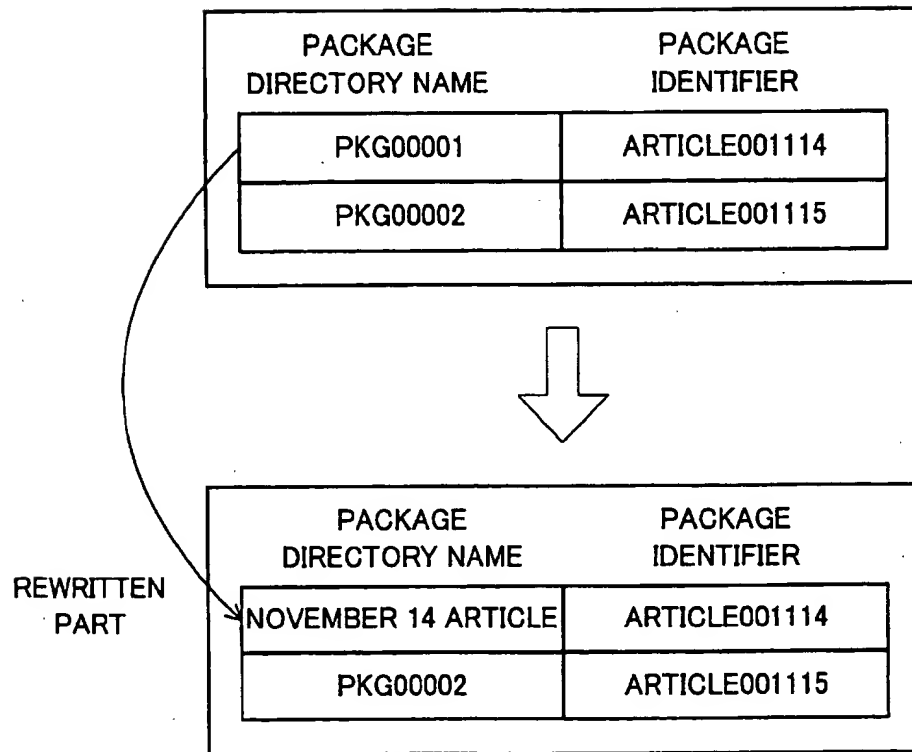 PACKAGE DIRECTORY NAME
PACKAGE IDENTIFIER
PKG00001 ARTICLE001114
PKG00002 ARTICLE001115
PACKAGE DIRECTORY NAME
PACKAGE IDENTIFIER
REWRITTEN PART
NOVEMBER 14 ARTICLE ARTICLE001114
PKG00002 ARTICLE001115